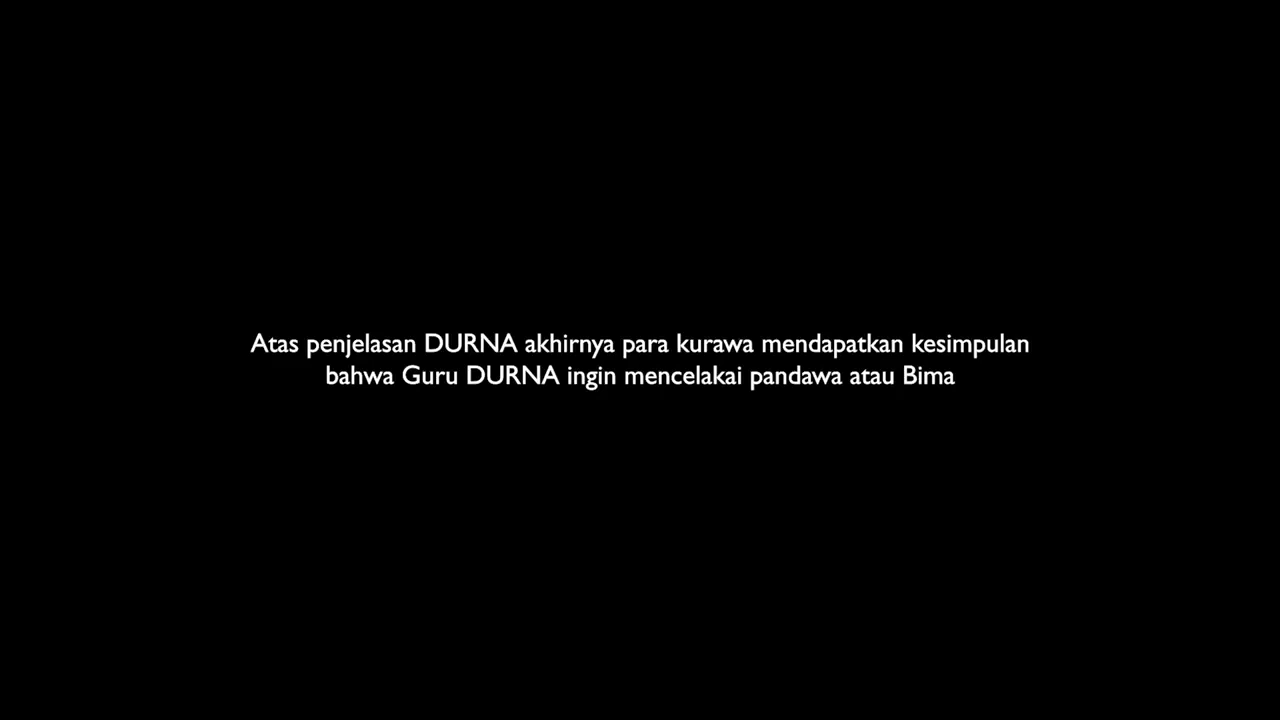 Atas penjelasan DURNA akhirnya para kurawa mendapatkan kesimpulan
bahwa Guru DURNA ingin mencelakai pandawa atau Bima